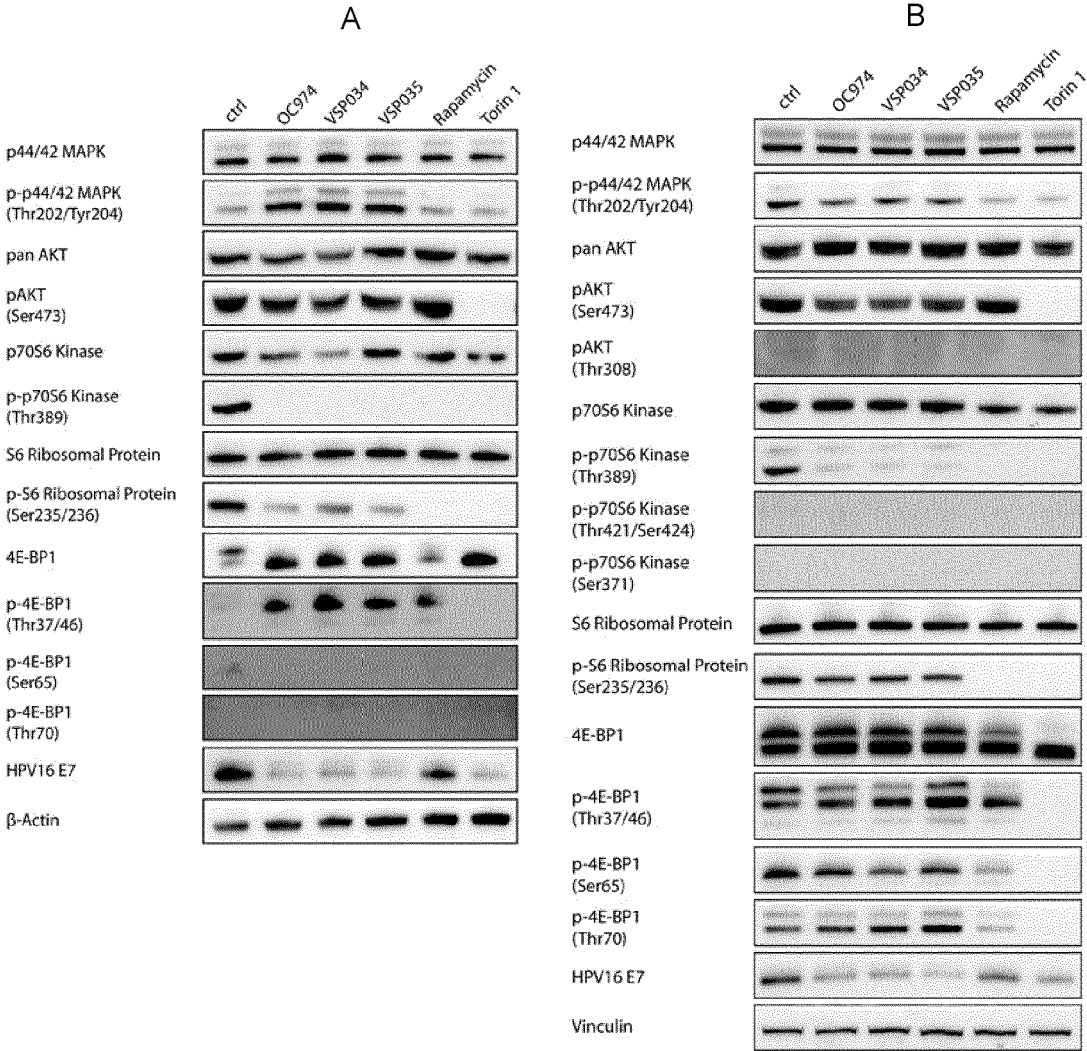 A
ctrl
OC974
VSP034
VSP035
Rapamycin
Torin 1
p44/42 MAPK
p-p44/42 MAPK
(Thr202/Tyr204)
pan AKT
pAKT
(Ser473)
p70S6 Kinase
p-p70S6 Kinase
(Thr389)
S6 Ribosomal Protein
p-S6 Ribosomal Protein
(Ser235/236)
4E-BP1
p-4E-BP1
(Thr37/46)
p-4E-BP1
(Ser65)
p-4E-BP1
(Thr70)
HPV16 E7
β-Actin
B
ctrl
OC974
VSP034
VSP035
Rapamycin
Torin 1
p44/42 MAPK
p-p44/42 MAPK
(Thr202/Tyr204)
pan AKT
pAKT
(Ser473)
pAKT
(Thr308)
p70S6 Kinase
p-p70S6 Kinase
(Thr389)
p-p70S6 Kinase
(Thr421/Ser424)
p-p70S6 Kinase
(Ser371)
S6 Ribosomal Protein
p-S6 Ribosomal Protein
(Ser235/236)
4E-BP1
p-4E-BP1
(Thr37/46)
p-4E-BP1
(Ser65)
p-4E-BP1
(Thr70)
HPV16 E7
Vinculin